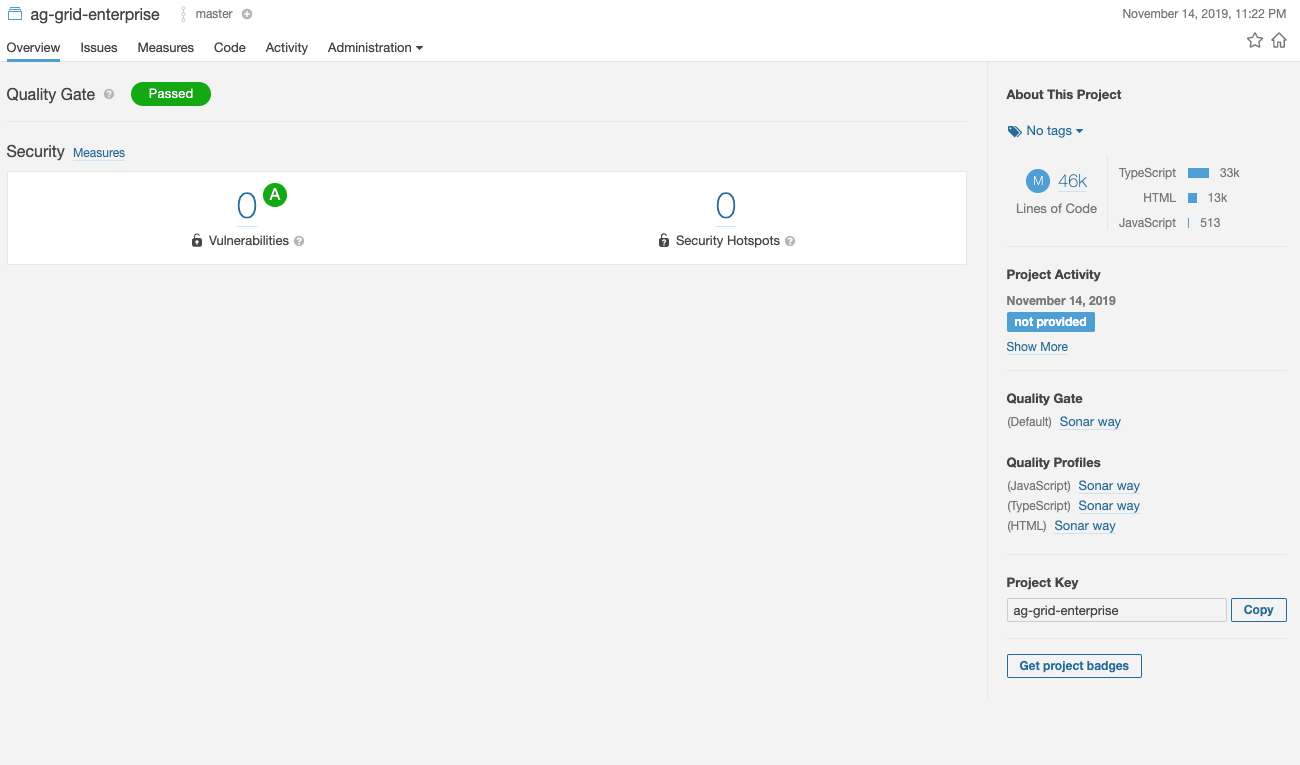 ag-grid-enterprise master November 14, 2019, 11:22 PM
Overview Issues Measures Code Activity Administration
Quality Gate ? Passed
Security Measures
0 A
Vulnerabilities ?
0
Security Hotspots ?
About This Project
No tags
M 46k
Lines of Code
TypeScript 33k
HTML 13k
JavaScript 513
Project Activity
November 14, 2019
not provided
Show More
Quality Gate
(Default) Sonar way
Quality Profiles
(JavaScript) Sonar way
(TypeScript) Sonar way
(HTML) Sonar way
Project Key
ag-grid-enterprise Copy
Get project badges